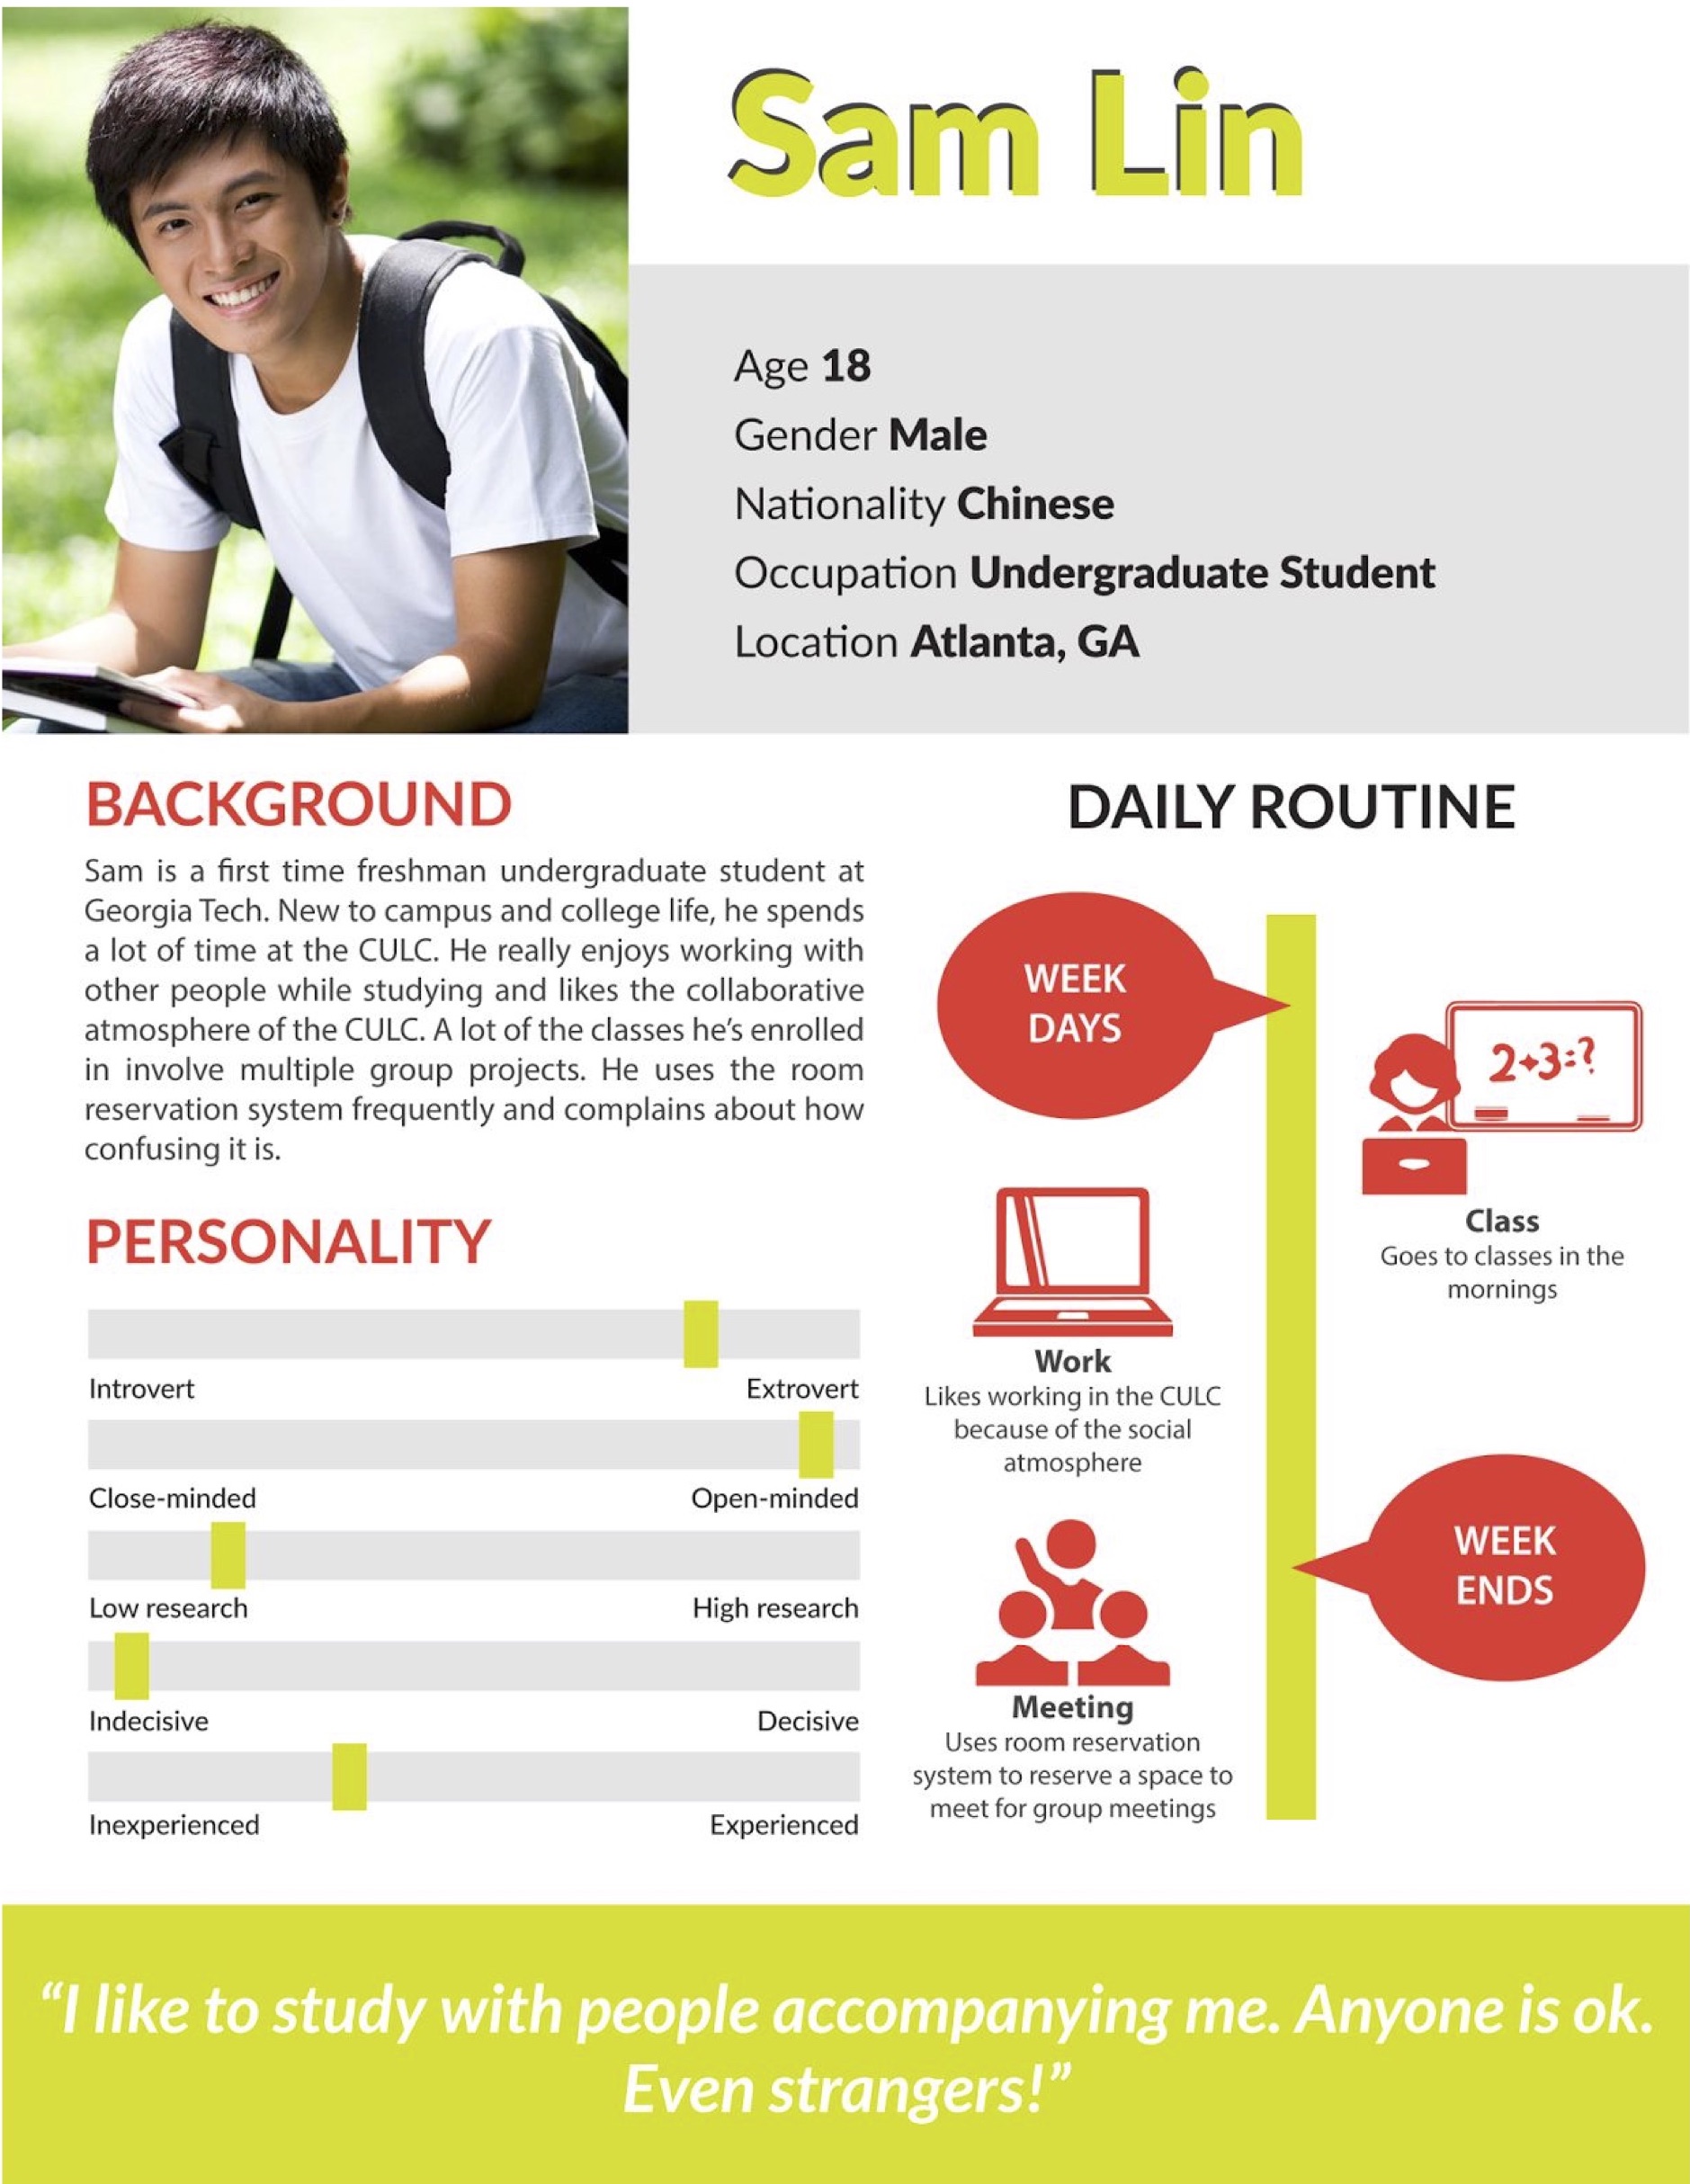 Sam Lin
Age 18
Gender Male
Nationality Chinese
Occupation Undergraduate Student
Location Atlanta, GA
BACKGROUND
Sam is a first time freshman undergraduate student at
Georgia Tech. New to campus and college life, he spends
a lot of time at the CULC. He really enjoys working with
other people while studying and likes the collaborative
atmosphere of the CULC. A lot of the classes he's enrolled
in involve multiple group projects. He uses the room
reservation system frequently and complains about how
confusing it is.
PERSONALITY
Introvert Extrovert
Close-minded Open-minded
Low research High research
Indecisive Decisive
Inexperienced Experienced
DAILY ROUTINE
WEEK
DAYS
2+3=?
Class
Goes to classes in the
mornings
Work
Likes working in the CULC
because of the social
atmosphere
WEEK
ENDS
Meeting
Uses room reservation
system to reserve a space to
meet for group meetings
“I like to study with people accompanying me. Anyone is ok.
Even strangers!”